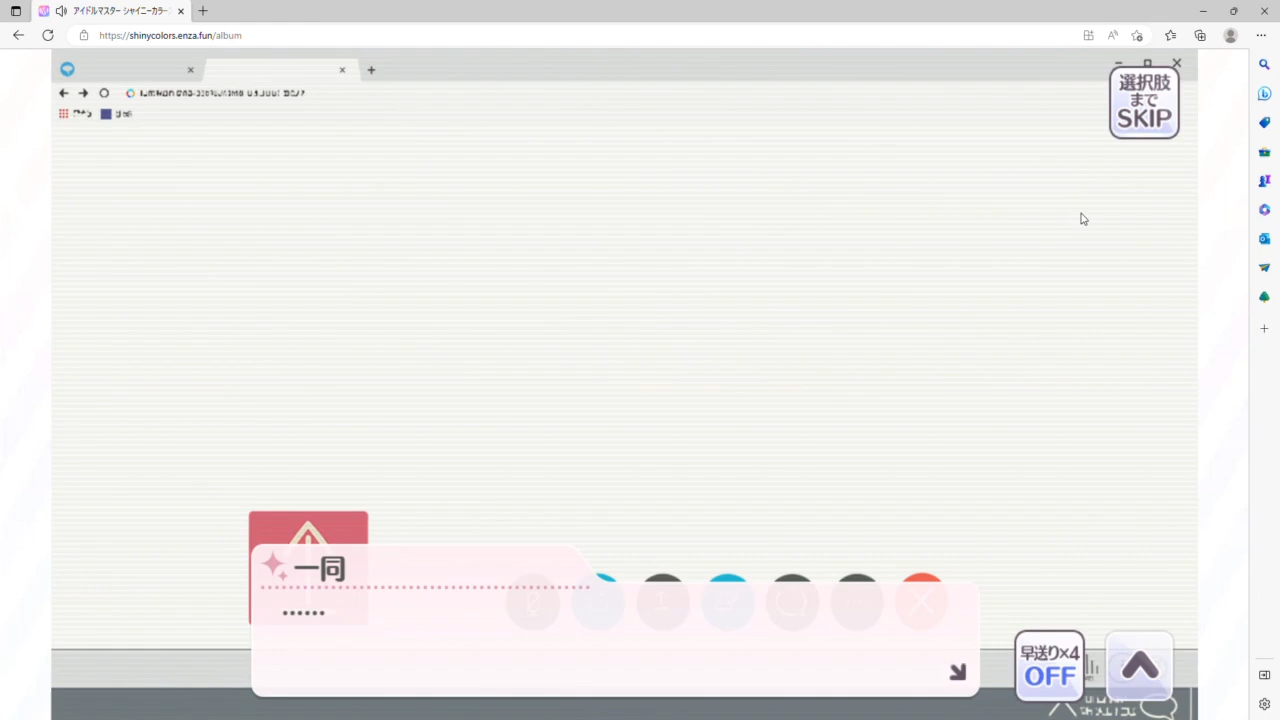 アイドルマスター シャイニーカラー
https://shinycolors.enza.fun/album
選択肢
まで
SKIP
一同
••••••
早送り×4
OFF